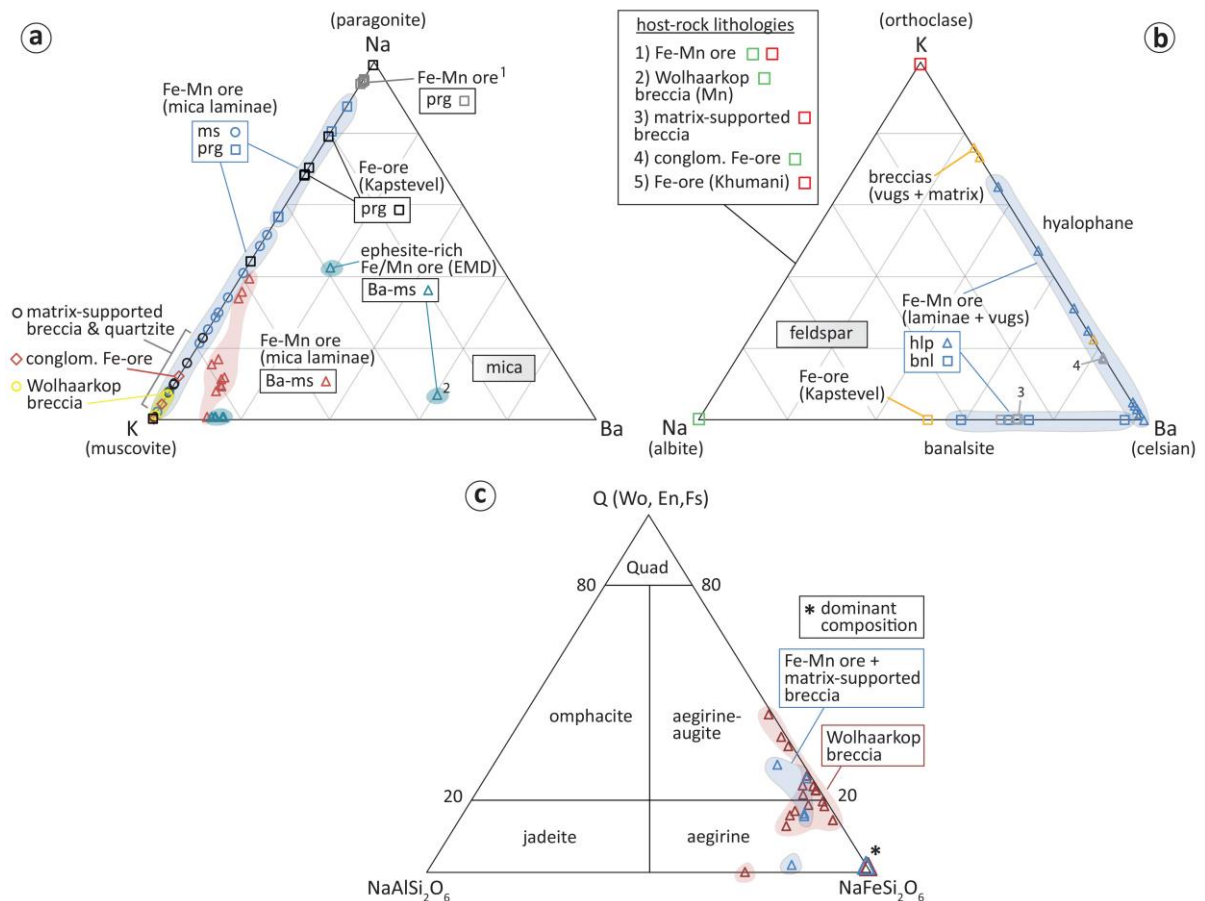 a
(paragonite)
Na
Fe-Mn ore¹
prg
Fe-Mn ore
(mica laminae)
ms
prg
Fe-ore
(Kapstevel)
prg
ephesite-rich
Fe/Mn ore (EMD)
Ba-ms
matrix-supported
breccia & quartzite
conglom. Fe-ore
Wolhaarkop
breccia
Fe-Mn ore
(mica laminae)
Ba-ms
mica
2
K
(muscovite)
Ba
host-rock lithologies
1) Fe-Mn ore
2) Wolhaarkop
breccia (Mn)
3) matrix-supported
breccia
4) conglom. Fe-ore
5) Fe-ore (Khumani)
b
(orthoclase)
K
breccias
(vugs + matrix)
hyalophane
Fe-Mn ore
(laminae + vugs)
hlp
bnl
feldspar
4
Fe-ore
(Kapstevel)
3
Na
(albite)
banalsite
Ba
(celsian)
c
Q (Wo, En,Fs)
Quad
80
80
* dominant
composition
Fe-Mn ore +
matrix-supported
breccia
omphacite
aegirine-
augite
Wolhaarkop
breccia
20
20
jadeite
aegirine
*
NaAlSi₂O₆
NaFeSi₂O₆